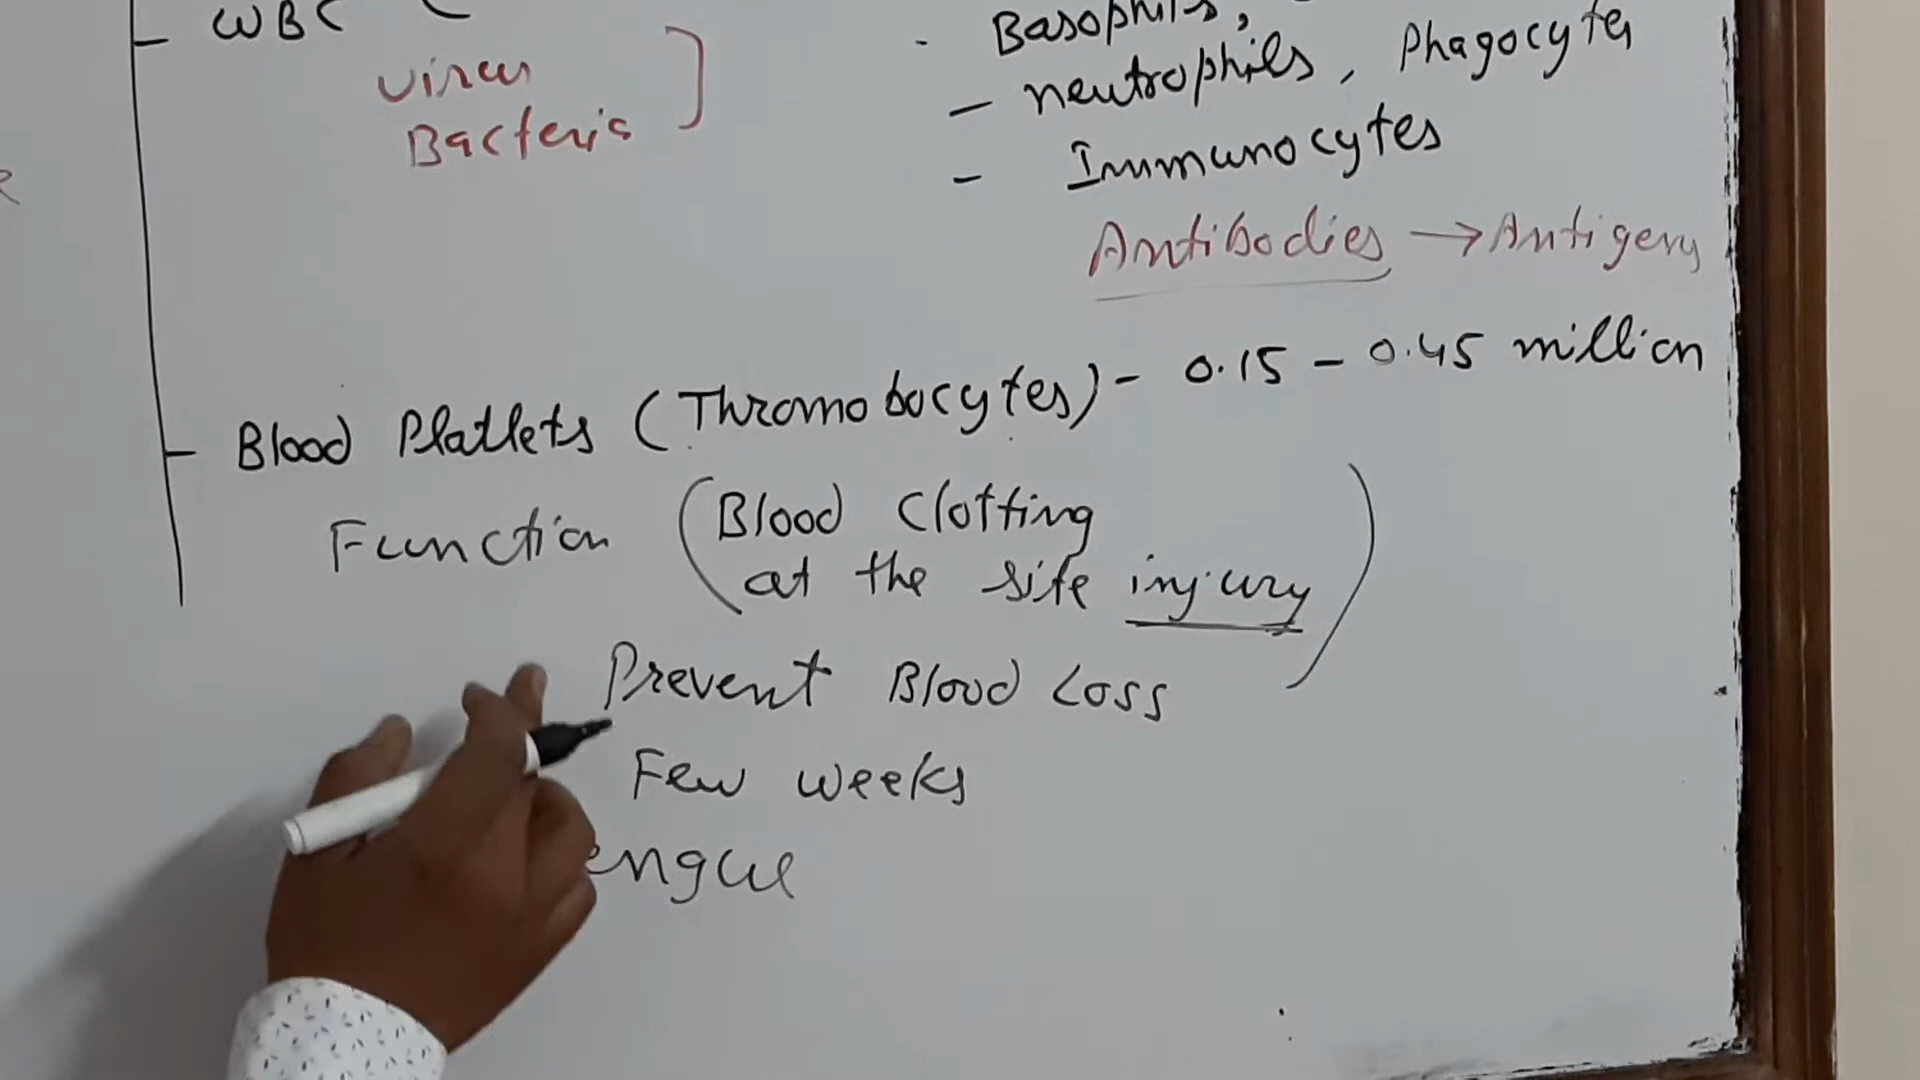 WBC
virus
Bacteria
Basophils,
- neutrophils, Phagocytes
- Immunocytes
Antibodies → Antigens
Blood Platlets (Thromobocytes) - 0.15 - 0.45 million
Function (Blood Clotting
at the site injury)
Prevent Blood Loss
Few weeks
engue